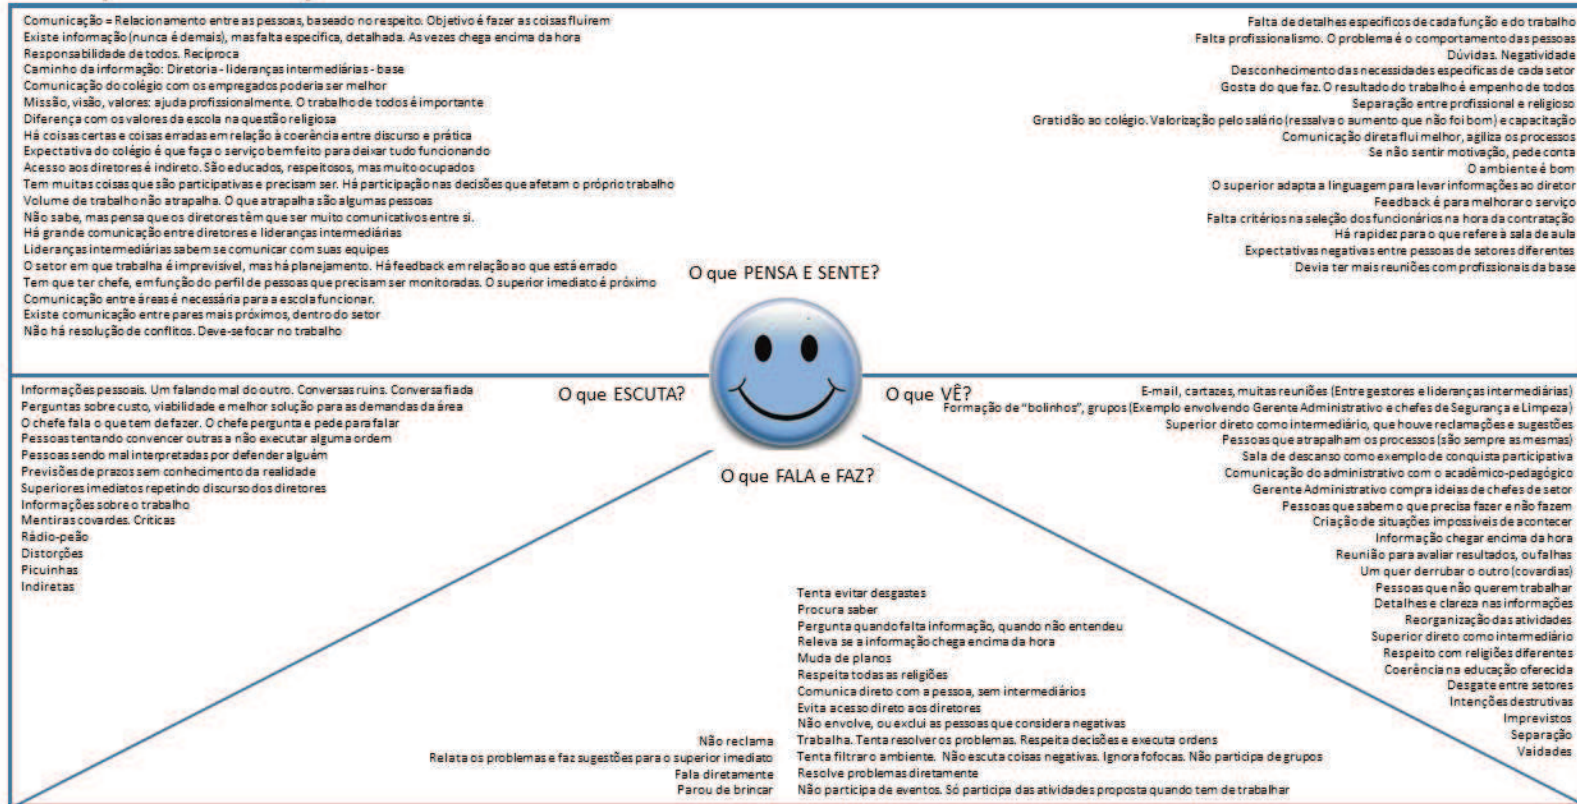 Comunicação = Relacionamento entre as pessoas, baseado no respeito. Objetivo é fazer as coisas fluirem
Existe informação (nunca é demais), mas falta especifica, detalhada. As vezes chega encima da hora
Responsabilidade de todos. Recíproca
Caminho da informação: Diretoria - lideranças intermediárias - base
Comunicação do colégio com os empregados poderia ser melhor
Missão, visão, valores: ajuda profissionalmente. O trabalho de todos é importante
Diferença com os valores da escola na questão religiosa
Há coisas certas e coisas erradas em relação à coerência entre discurso e prática
Expectativa do colégio é que faça o serviço bem feito para deixar tudo funcionando
Acesso aos diretores é indireto. São educados, respeitosos, mas muito ocupados
Tem muitas coisas que são participativas e precisam ser. Há participação nas decisões que afetam o próprio trabalho
Volume de trabalho não atrapalha. O que atrapalha são algumas pessoas
Não sabe, mas pensa que os diretores têm que ser muito comunicativos entre si.
Há grande comunicação entre diretores e lideranças intermediárias
Lideranças intermediárias sabem se comunicar com suas equipes
O setor em que trabalha é imprevisível, mas há planejamento. Há feedback em relação ao que está errado
Tem que ter chefe, em função do perfil de pessoas que precisam ser monitoradas. O superior imediato é próximo
Comunicação entre áreas é necessária para a escola funcionar.
Existe comunicação entre pares mais próximos, dentro do setor
Não há resolução de conflitos. Deve-se focar no trabalho
Falta de detalhes específicos de cada função e do trabalho
Falta profissionalismo. O problema é o comportamento das pessoas
Dúvidas. Negatividade
Desconhecimento das necessidades especificas de cada setor
Gosta do que faz. O resultado do trabalho é empenho de todos
Separação entre profissional e religioso
Gratidão ao colégio. Valorização pelo salário (ressalva o aumento que não foi bom) e capacitação
Comunicação direta flui melhor, agiliza os processos
Se não sentir motivação, pede conta
O ambiente é bom
O superior adapta a linguagem para levar informações ao diretor
Feedback é para melhorar o serviço
Falta critérios na seleção dos funcionários na hora da contratação
Há rapidez para o que refere à sala de aula
Expectativas negativas entre pessoas de setores diferentes
Devia ter mais reuniões com profissionais da base
O que PENSA E SENTE?
O que ESCUTA?
Informações pessoais. Um falando mal do outro. Conversas ruins. Conversa fiada
Perguntas sobre custo, viabilidade e melhor solução para as demandas da área
O chefe fala o que tem de fazer. O chefe pergunta e pede para falar
Pessoas tentando convencer outras a não executar alguma ordem
Pessoas sendo mal interpretadas por defender alguém
Previsões de prazos sem conhecimento da realidade
Superiores imediatos repetindo discurso dos diretores
Informações sobre o trabalho
Mentiras covardes. Criticas
Rádio-peão
Distorções
Picuinhas
Indiretas
O que VÊ?
E-mail, cartazes, muitas reuniões (Entre gestores e lideranças intermediárias)
Formação de “bolinhos”, grupos (Exemplo envolvendo Gerente Administrativo e chefes de Segurança e Limpeza)
Superior direto como intermediário, que houve reclamações e sugestões
Pessoas que atrapalham os processos (são sempre as mesmas)
Sala de descanso como exemplo de conquista participativa
Comunicação do administrativo com o acadêmico-pedagógico
Gerente Administrativo compra ideias de chefes de setor
Pessoas que sabem o que precisa fazer e não fazem
Criação de situações impossíveis de acontecer
Informação chegar encima da hora
Reunião para avaliar resultados, ou falhas
Um quer derrubar o outro (covardias)
Pessoas que não querem trabalhar
Detalhes e clareza nas informações
Reorganização das atividades
Superior direto como intermediário
Respeito com religiões diferentes
Coerência na educação oferecida
Desgate entre setores
Intenções destrutivas
Imprevistos
Separação
Vaidades
O que FALA e FAZ?
Tenta evitar desgastes
Procura saber
Pergunta quando falta informação, quando não entendeu
Releva se a informação chega encima da hora
Muda de planos
Respeita todas as religiões
Comunica direto com a pessoa, sem intermediários
Evita acesso direto aos diretores
Não envolve, ou exclui as pessoas que considera negativas
Não reclama
Trabalha. Tenta resolver os problemas. Respeita decisões e executa ordens
Relata os problemas e faz sugestões para o superior imediato
Tenta filtrar o ambiente. Não escuta coisas negativas. Ignora fofocas. Não participa de grupos
Fala diretamente
Resolve problemas diretamente
Parou de brincar
Não participa de eventos. Só participa das atividades proposta quando tem de trabalhar